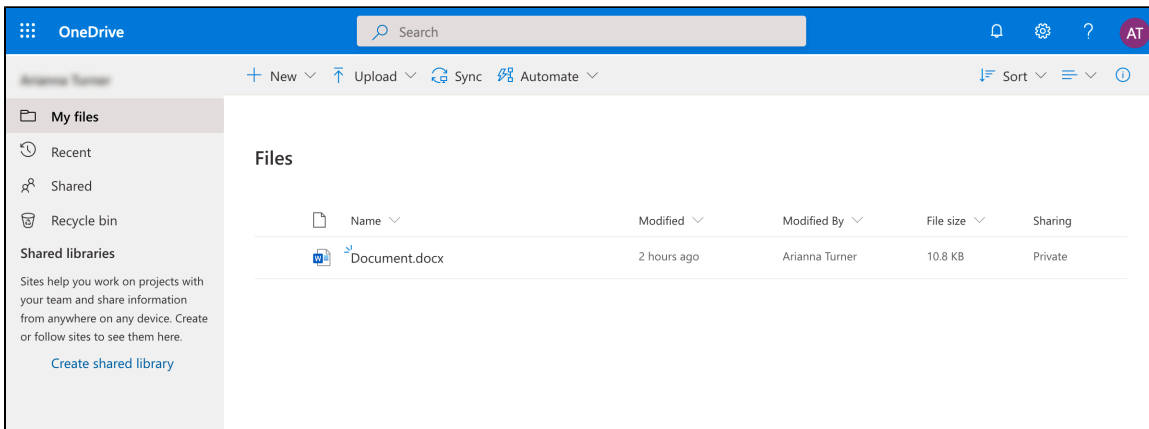 OneDrive
Search
AT
New
Upload
Sync
Automate
Sort
My files
Recent
Shared
Recycle bin
Shared libraries
Sites help you work on projects with
your team and share information
from anywhere on any device. Create
or follow sites to see them here.
Create shared library
Files
Name Modified Modified By File size Sharing
Document.docx 2 hours ago Arianna Turner 10.8 KB Private